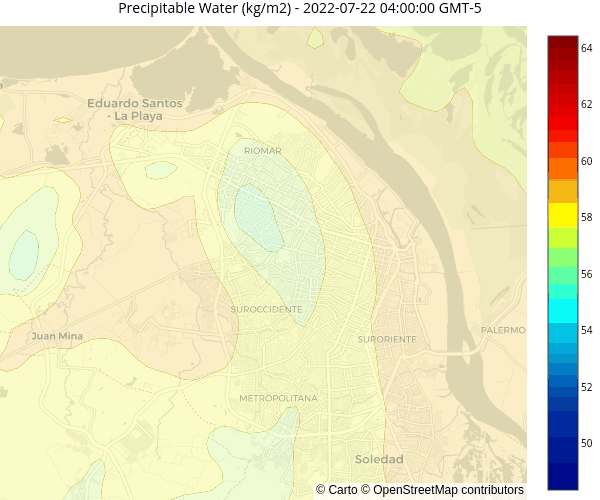 Precipitable Water (kg/m2) - 2022-07-22 04:00:00 GMT-5
64
62
60
58
56
54
52
50
Eduardo Santos
- La Playa
RIOMAR
SUROCCIDENTE
Juan Mina
SURORIENTE
PALERMO
METROPOLITANA
Soledad
© Carto © OpenStreetMap contributors